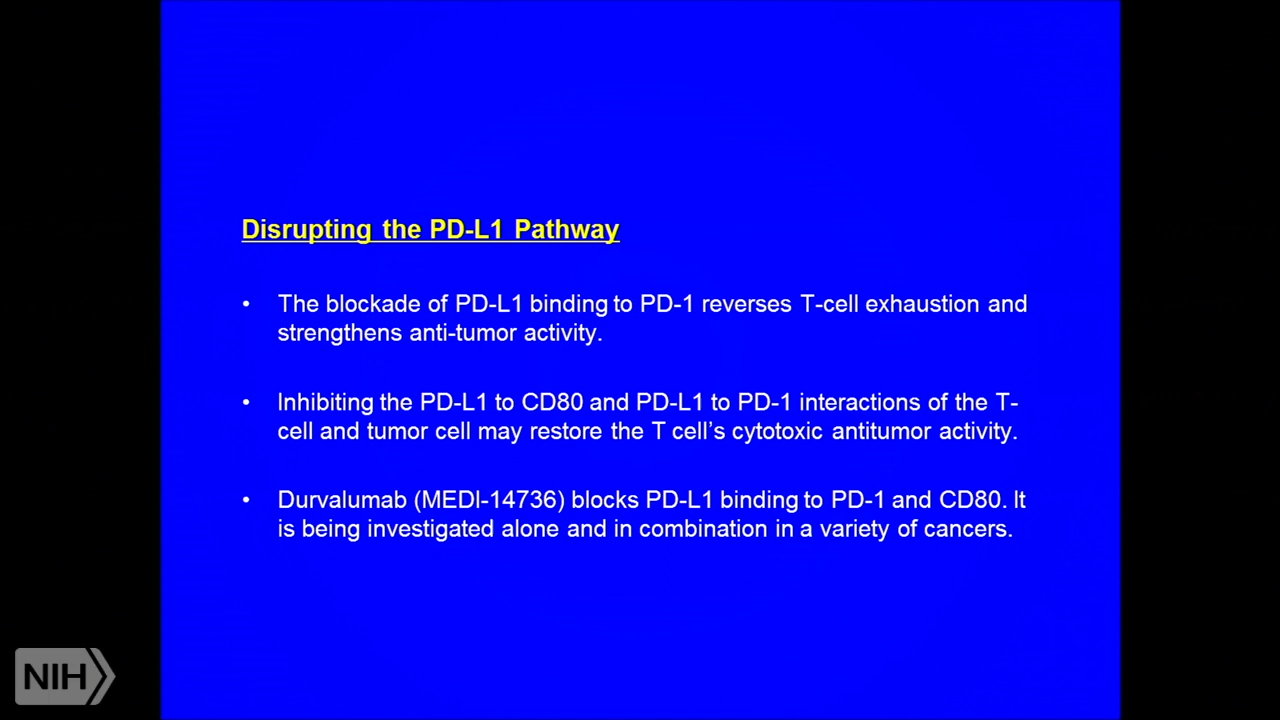 Disrupting the PD-L1 Pathway
• The blockade of PD-L1 binding to PD-1 reverses T-cell exhaustion and
strengthens anti-tumor activity.
• Inhibiting the PD-L1 to CD80 and PD-L1 to PD-1 interactions of the T-
cell and tumor cell may restore the T cell’s cytotoxic antitumor activity.
• Durvalumab (MEDI-14736) blocks PD-L1 binding to PD-1 and CD80. It
is being investigated alone and in combination in a variety of cancers.
NIH